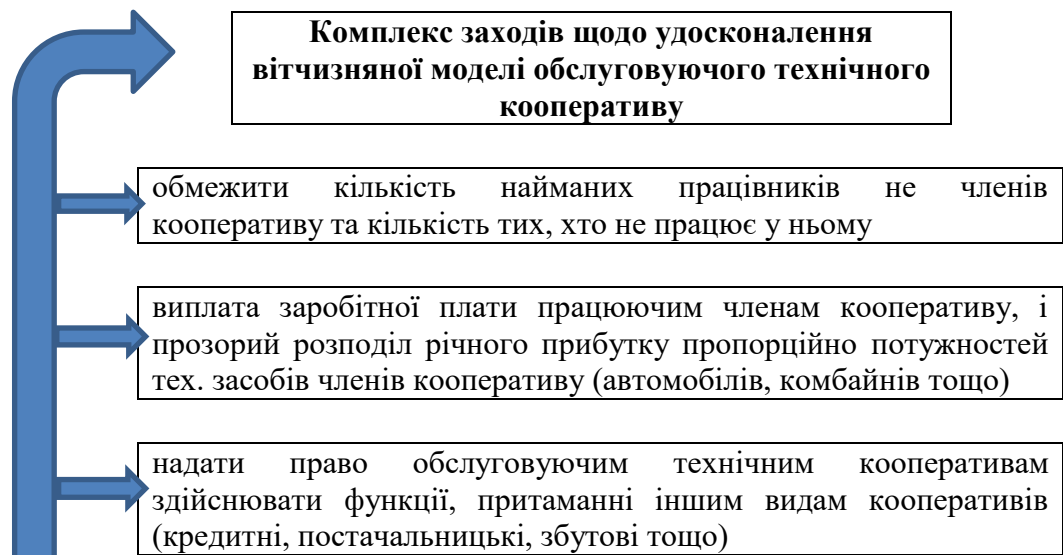 Комплекс заходів щодо удосконалення
вітчизняної моделі обслуговуючого технічного
кооперативу
обмежити кількість найманих працівників не членів
кооперативу та кількість тих, хто не працює у ньому
виплата заробітної плати працюючим членам кооперативу, і
прозорий розподіл річного прибутку пропорційно потужностей
тех. засобів членів кооперативу (автомобілів, комбайнів тощо)
надати право обслуговуючим технічним кооперативам
здійснювати функції, притаманні іншим видам кооперативів
(кредитні, постачальницькі, збутові тощо)